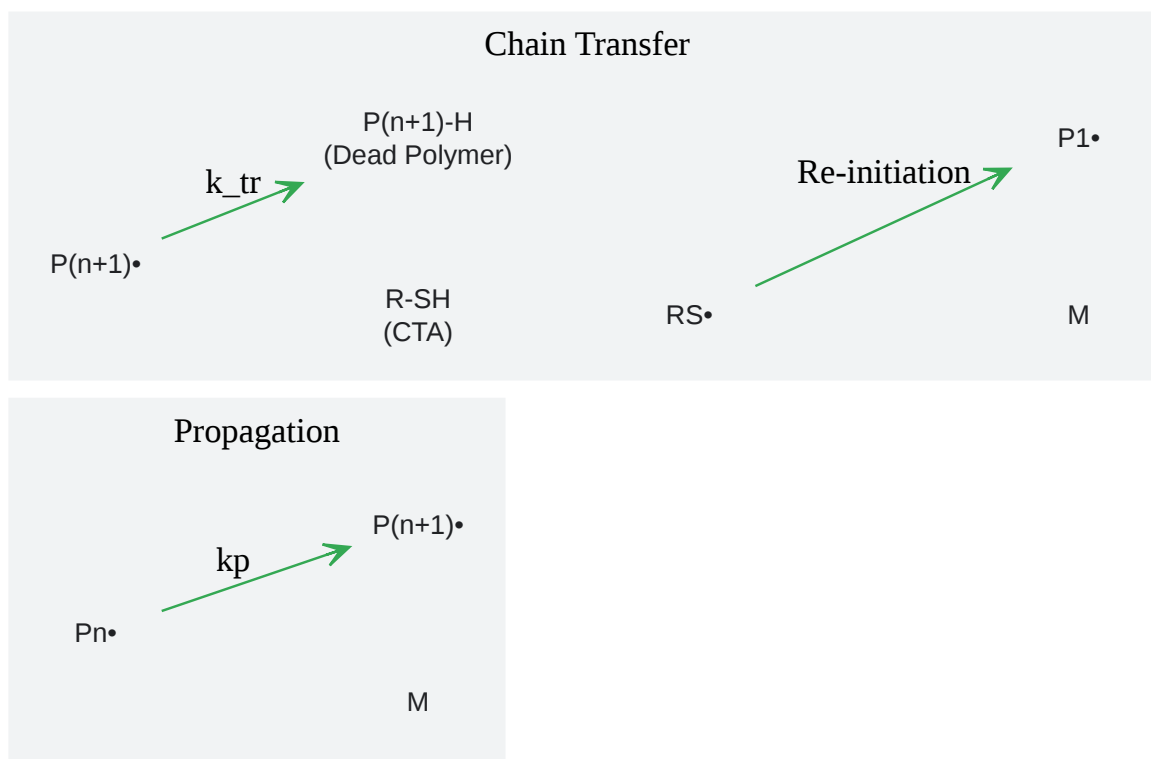 Chain Transfer
P(n+1)-H
(Dead Polymer)
P1•
k_tr
Re-initiation
P(n+1)•
R-SH
(CTA)
RS•
M
Propagation
P(n+1)•
kp
Pn•
M